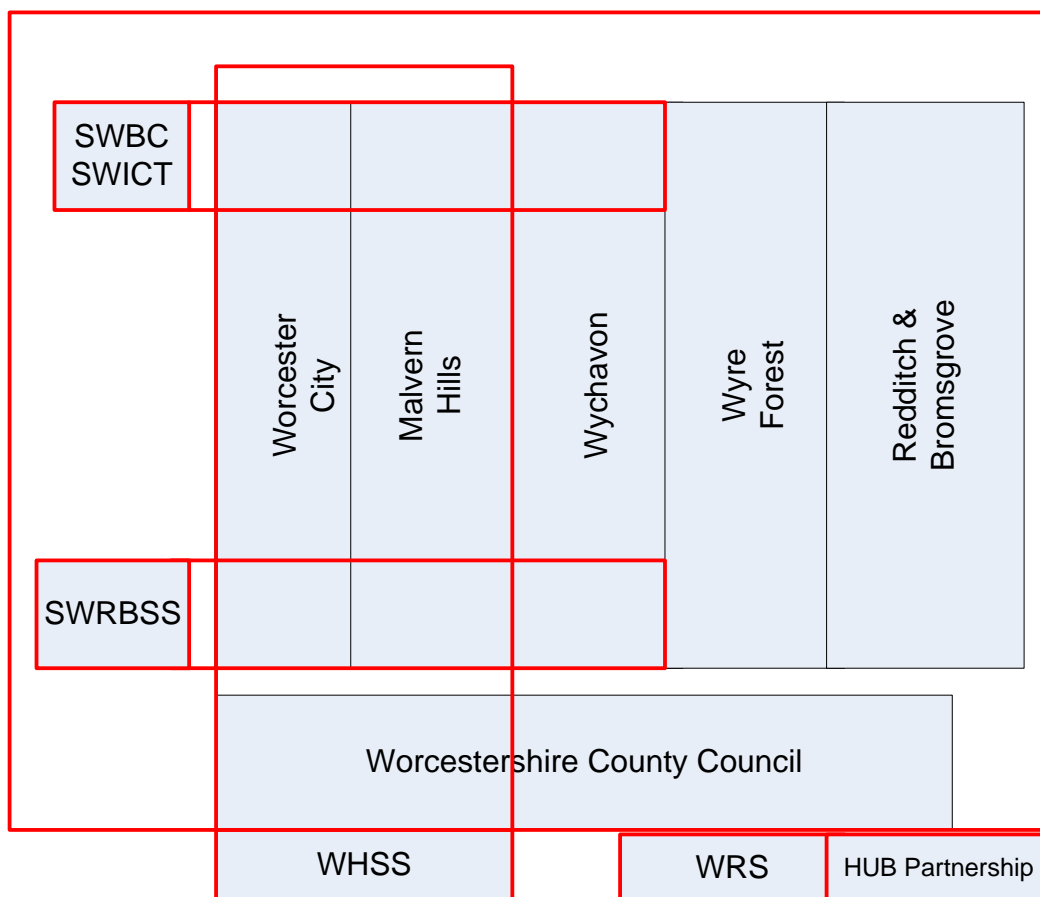 SWBC
SWICT
Worcester
City
Malvern
Hills
Wychavon
Wyre
Forest
Redditch &
Bromsgrove
SWRBSS
Worcestershire County Council
WHSS
WRS
HUB Partnership